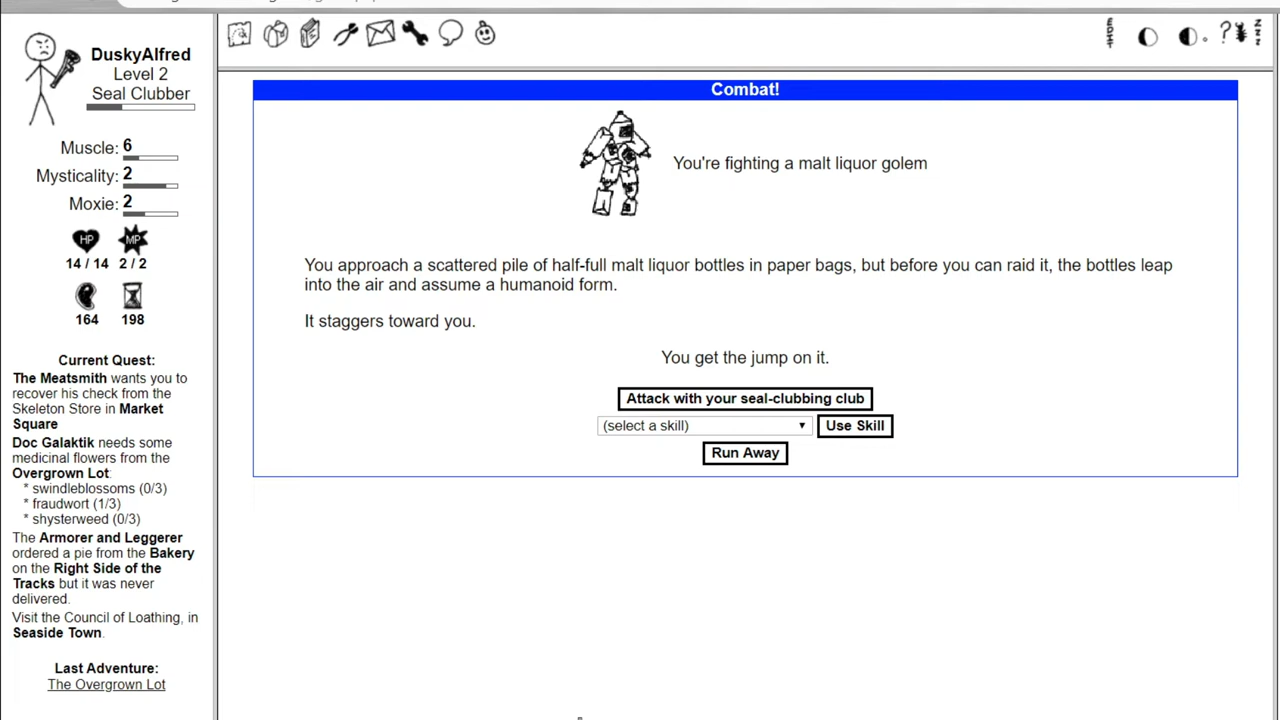 DuskyAlfred
Level 2
Seal Clubber
Muscle: 6
Mysticality: 2
Moxie: 2
HP MP
14 / 14 2 / 2
164 198
Current Quest:
The Meatsmith wants you to
recover his check from the
Skeleton Store in Market
Square
Doc Galaktik needs some
medicinal flowers from the
Overgrown Lot:
* swindleblossoms (0/3)
* fraudwort (1/3)
* shysterweed (0/3)
The Armorer and Leggerer
ordered a pie from the Bakery
on the Right Side of the
Tracks but it was never
delivered.
Visit the Council of Loathing, in
Seaside Town.
Last Adventure:
The Overgrown Lot
EDIT
?
ZZZ
Combat!
You're fighting a malt liquor golem
You approach a scattered pile of half-full malt liquor bottles in paper bags, but before you can raid it, the bottles leap
into the air and assume a humanoid form.
It staggers toward you.
You get the jump on it.
Attack with your seal-clubbing club
(select a skill) Use Skill
Run Away